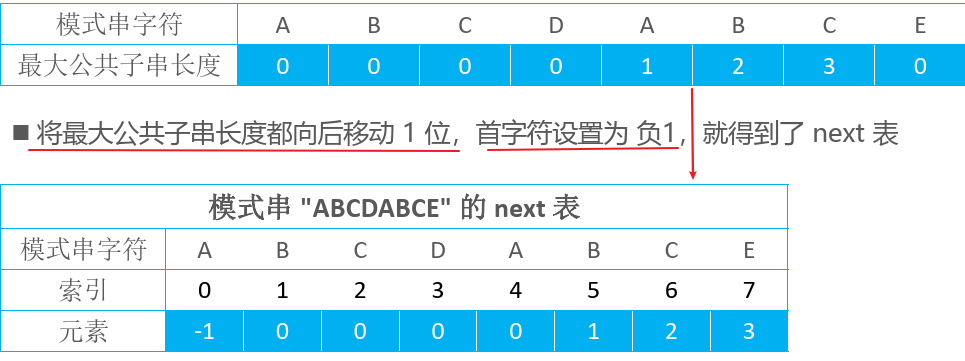 模式串字符 A B C D A B C E
最大公共子串长度 0 0 0 0 1 2 3 0
■ 将最大公共子串长度都向后移动 1 位，首字符设置为 负1，就得到了 next 表
模式串 "ABCDABCE" 的 next 表
模式串字符 A B C D A B C E
索引 0 1 2 3 4 5 6 7
元素 -1 0 0 0 0 1 2 3